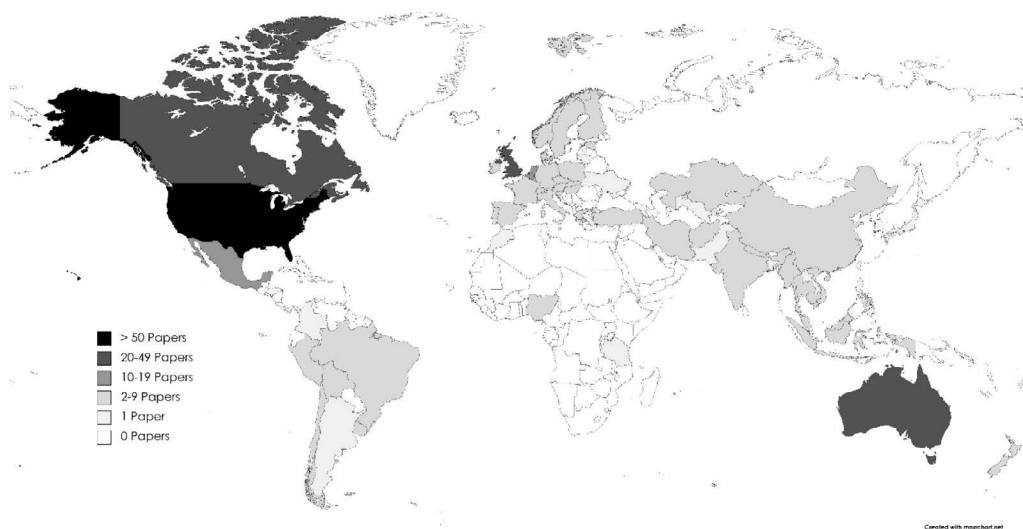 > 50 Papers
20-49 Papers
10-19 Papers
2-9 Papers
1 Paper
0 Papers
Created with mapchart.net